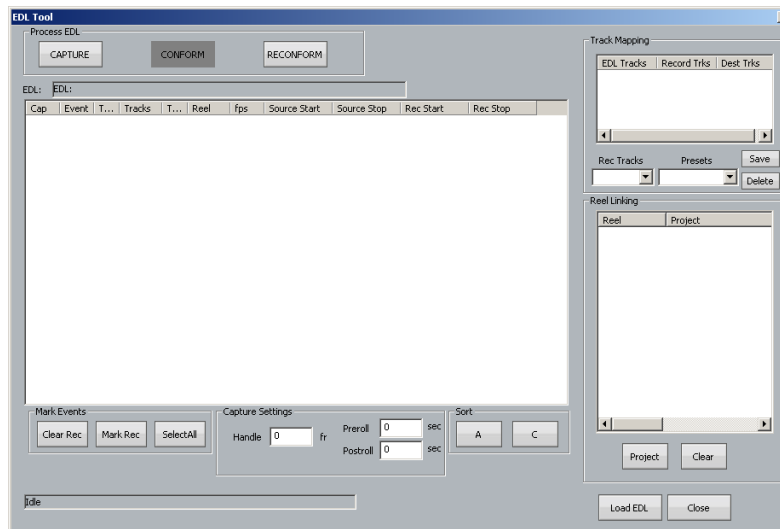 EDL Tool
Process EDL
CAPTURE CONFORM RECONFORM
EDL: EDL:
Cap Event T... Tracks T... Reel fps Source Start Source Stop Rec Start Rec Stop
Mark Events
Clear Rec Mark Rec SelectAll
Capture Settings
Handle 0 fr
Preroll 0 sec
Postroll 0 sec
Sort
A C
Idle
Track Mapping
EDL Tracks Record Trks Dest Trks
Rec Tracks Presets Save
Delete
Reel Linking
Reel Project
Project Clear
Load EDL Close